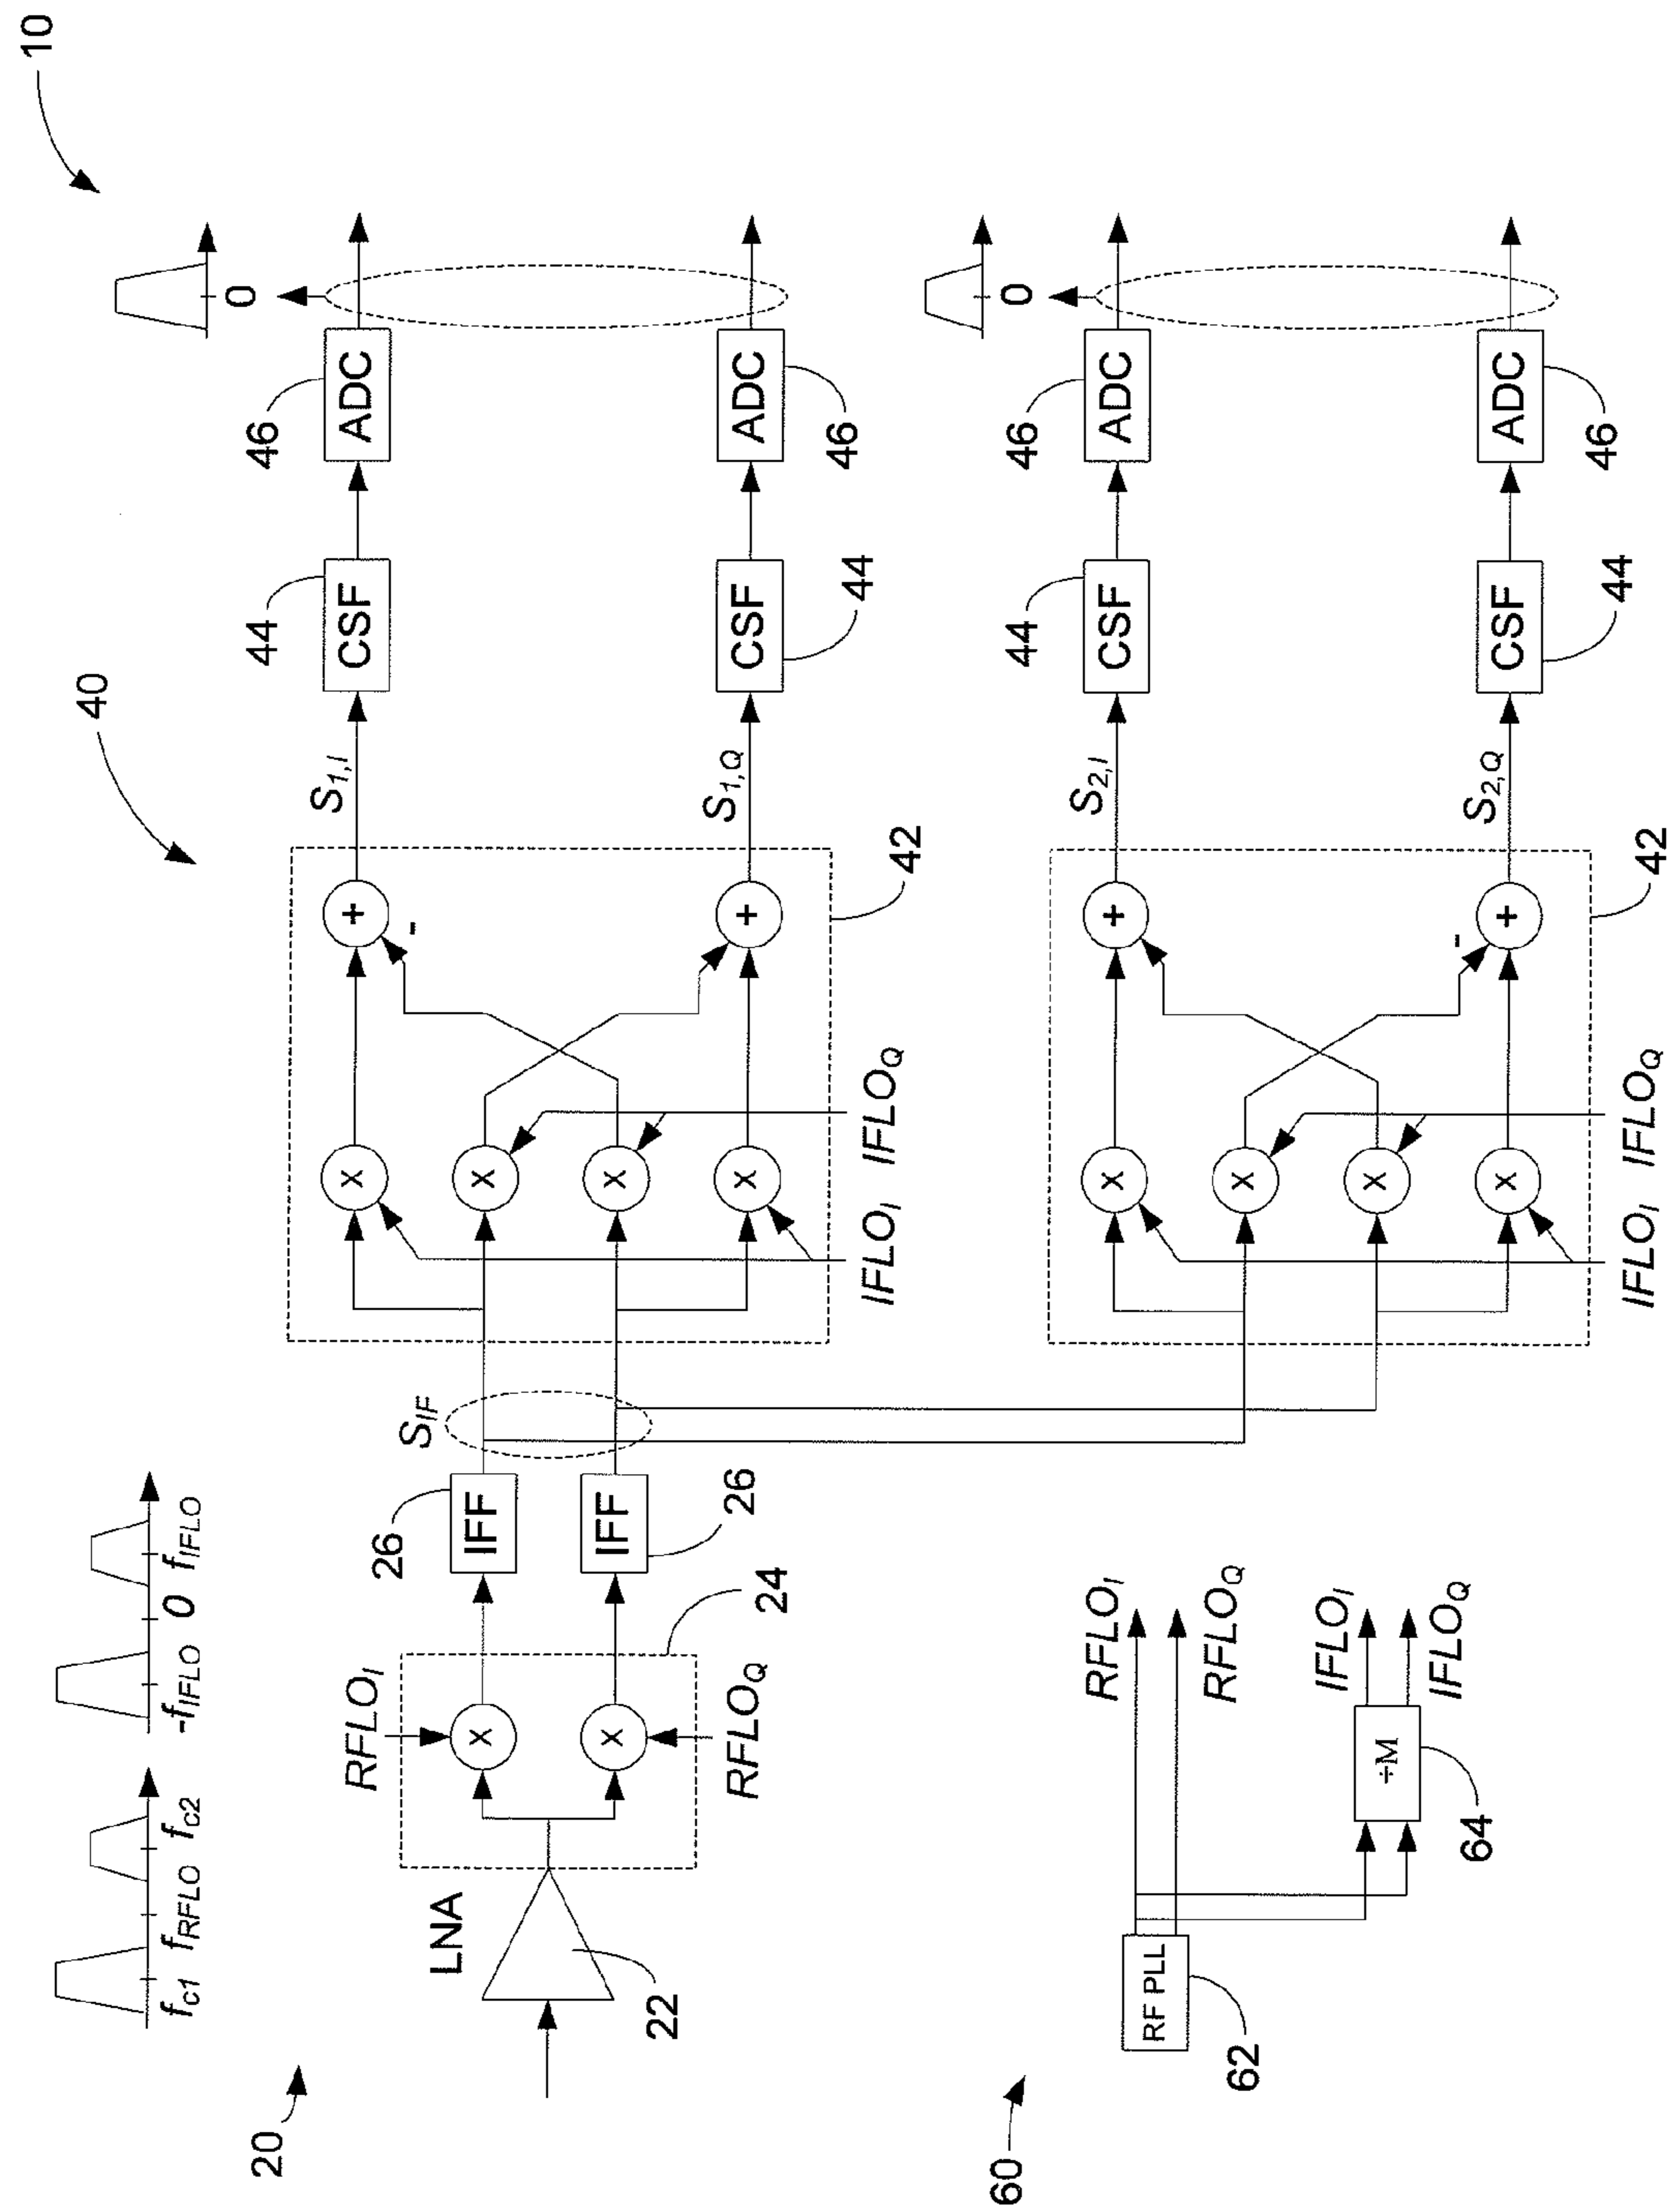 10
20
f_c1 f_RFLO f_c2
-f_IFLO 0 f_IFLO
LNA
22
RFLO_I
X
X
RFLO_Q
24
26
IFF
IFF
26
S_IF
40
X
X
X
X
IFLO_I IFLO_Q
+
-
+
42
S_1,I
S_1,Q
44
CSF
CSF
44
46
ADC
ADC
46
0
X
X
X
X
IFLO_I IFLO_Q
+
-
+
42
S_2,I
S_2,Q
44
CSF
CSF
44
46
ADC
ADC
46
0
60
RF PLL
62
RFLO_I
RFLO_Q
÷M
64
IFLO_I
IFLO_Q